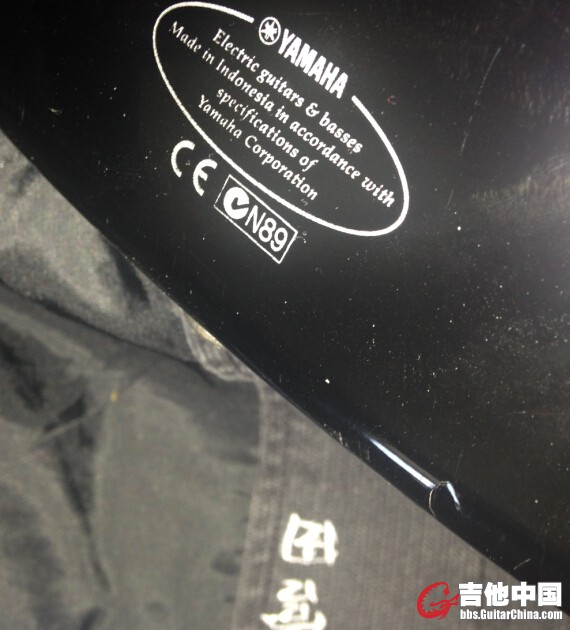 YAMAHA
Electric guitars & basses
Made in Indonesia in accordance with
specifications of
Yamaha Corporation
CE
N89
田
吉他中国
bbs.GuitarChina.com